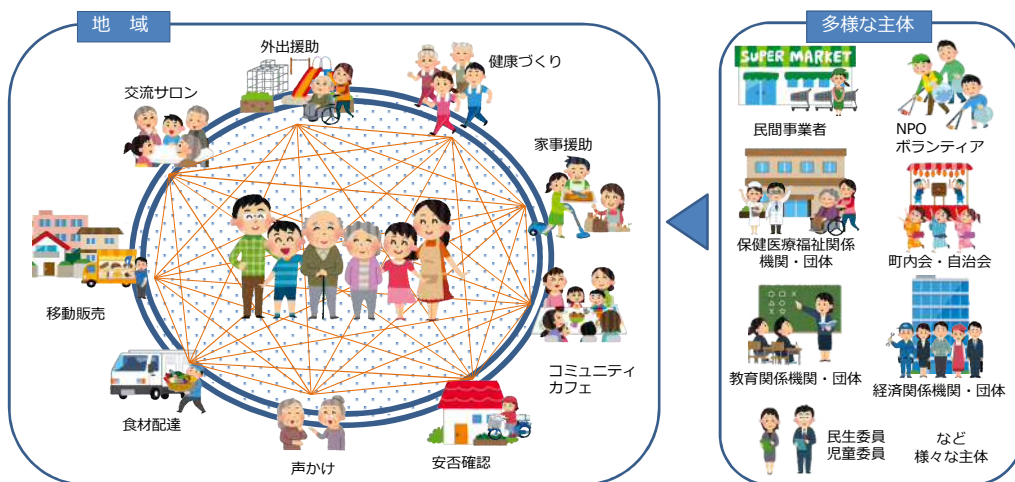 地　域
外出援助
健康づくり
交流サロン
家事援助
移動販売
コミュニティ
カフェ
食材配達
声かけ
安否確認
多様な主体
SUPER MARKET
民間事業者
NPO
ボランティア
保健医療福祉関係
機関・団体
町内会・自治会
教育関係機関・団体
経済関係機関・団体
民生委員
児童委員
など
様々な主体